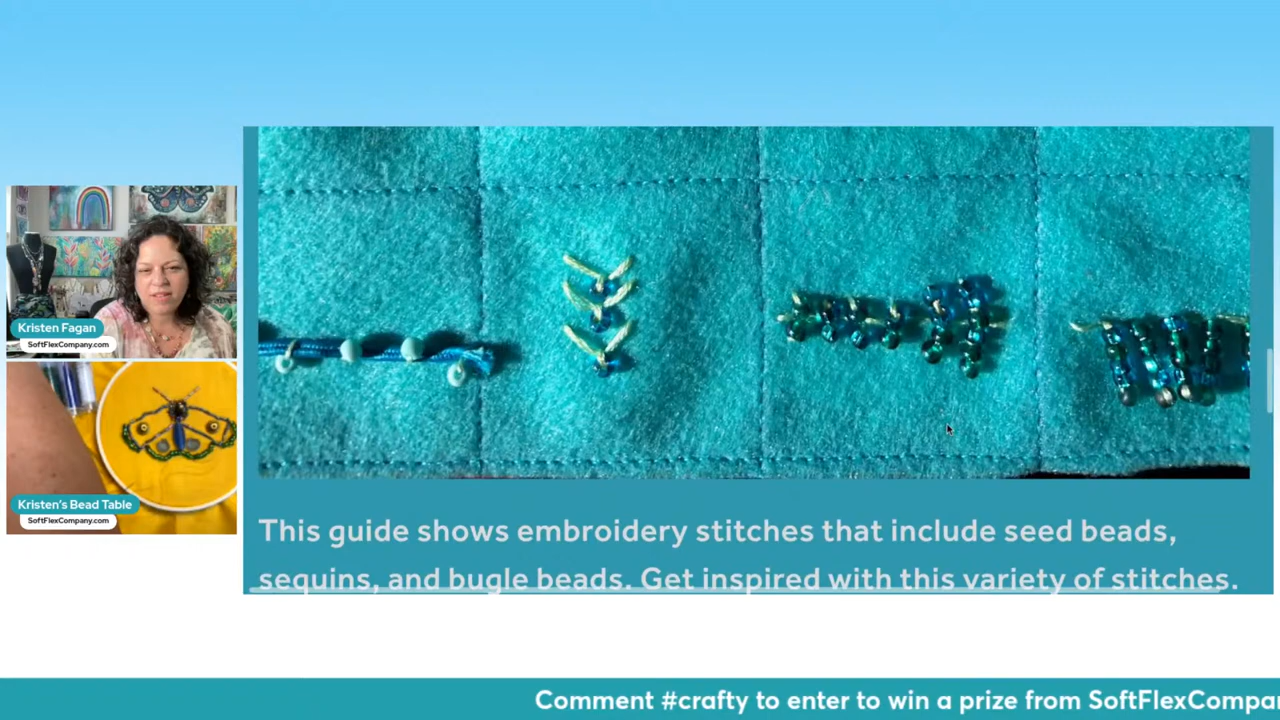 Kristen Fagan
SoftFlexCompany.com
Kristen's Bead Table
SoftFlexCompany.com
This guide shows embroidery stitches that include seed beads,
sequins, and bugle beads. Get inspired with this variety of stitches.
Comment #crafty to enter to win a prize from SoftFlexCompa